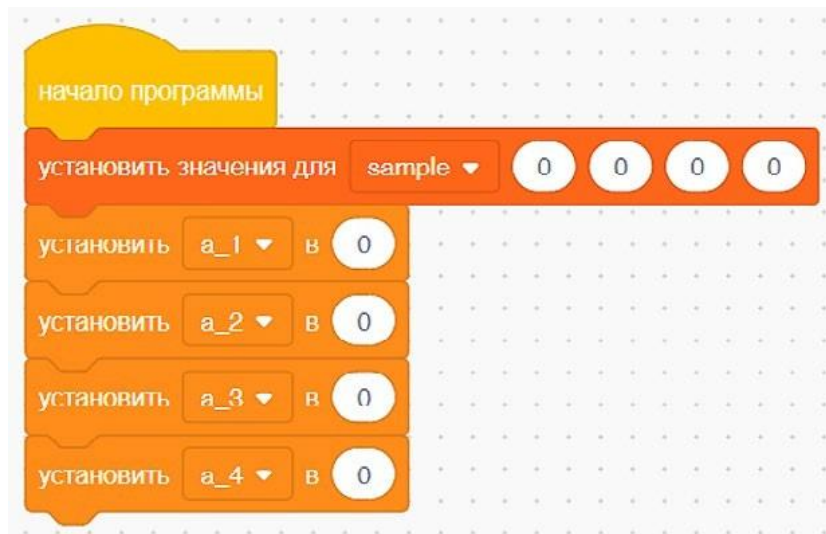 начало программы
установить значения для sample 0 0 0 0
установить a_1 в 0
установить a_2 в 0
установить a_3 в 0
установить a_4 в 0